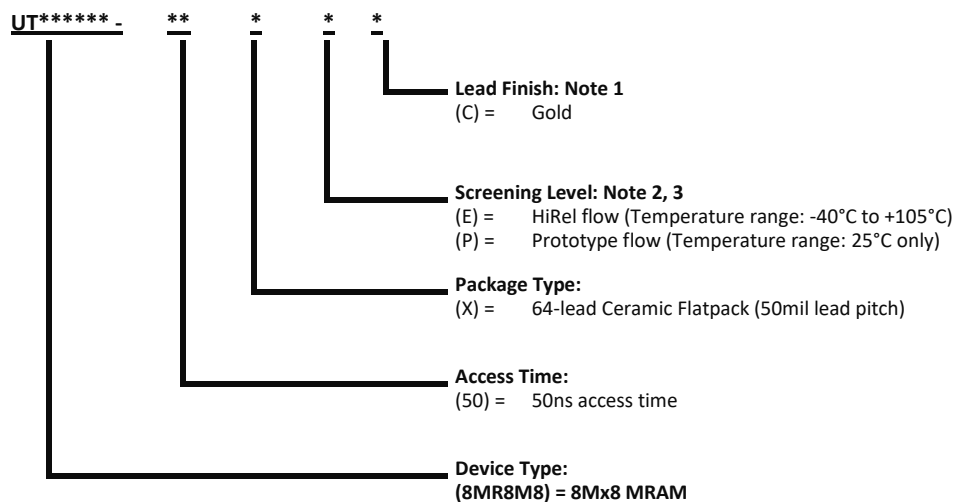 UT****** - ** * * *
Lead Finish: Note 1
(C) = Gold
Screening Level: Note 2, 3
(E) = HiRel flow (Temperature range: -40°C to +105°C)
(P) = Prototype flow (Temperature range: 25°C only)
Package Type:
(X) = 64-lead Ceramic Flatpack (50mil lead pitch)
Access Time:
(50) = 50ns access time
Device Type:
(8MR8M8) = 8Mx8 MRAM